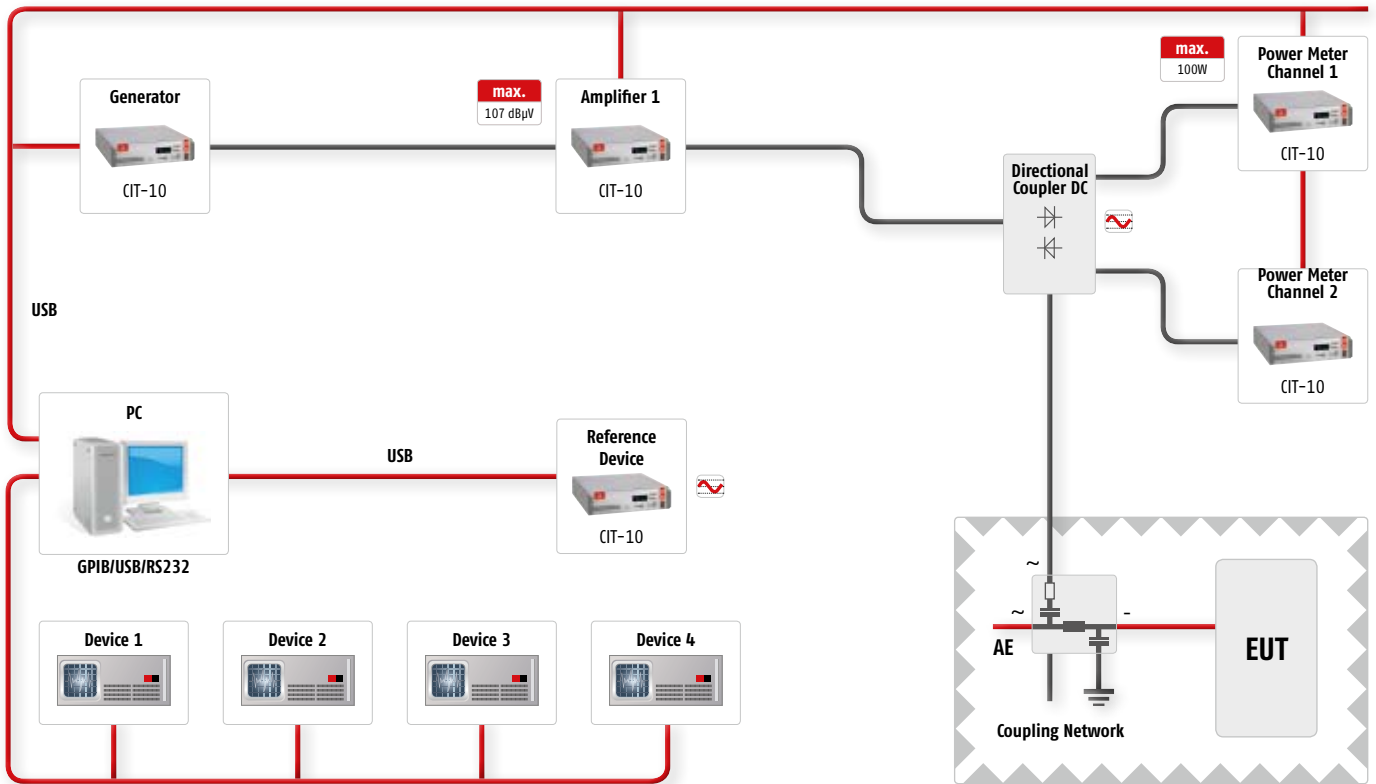 Generator
CIT-10
max.
107 dBµV
Amplifier 1
CIT-10
max.
100W
Power Meter
Channel 1
CIT-10
Directional
Coupler DC
Power Meter
Channel 2
CIT-10
USB
PC
GPIB/USB/RS232
USB
Reference
Device
CIT-10
Device 1
Device 2
Device 3
Device 4
~
~
-
AE
EUT
Coupling Network